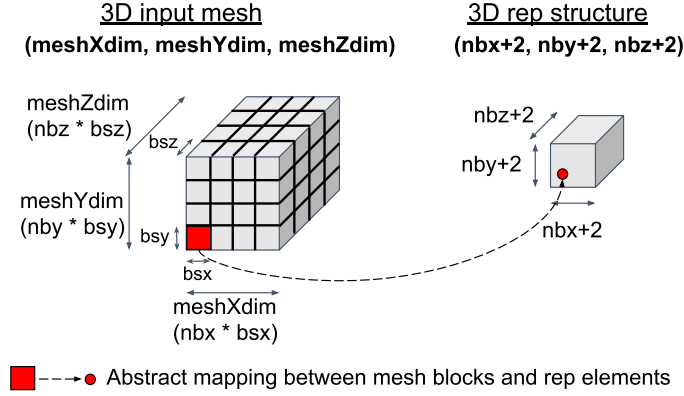 3D input mesh
(meshXdim, meshYdim, meshZdim)
3D rep structure
(nbx+2, nby+2, nbz+2)
meshZdim
(nbz * bsz)
bsz
meshYdim
(nby * bsy)
bsy
bsx
meshXdim
(nbx * bsx)
nbz+2
nby+2
nbx+2
Abstract mapping between mesh blocks and rep elements